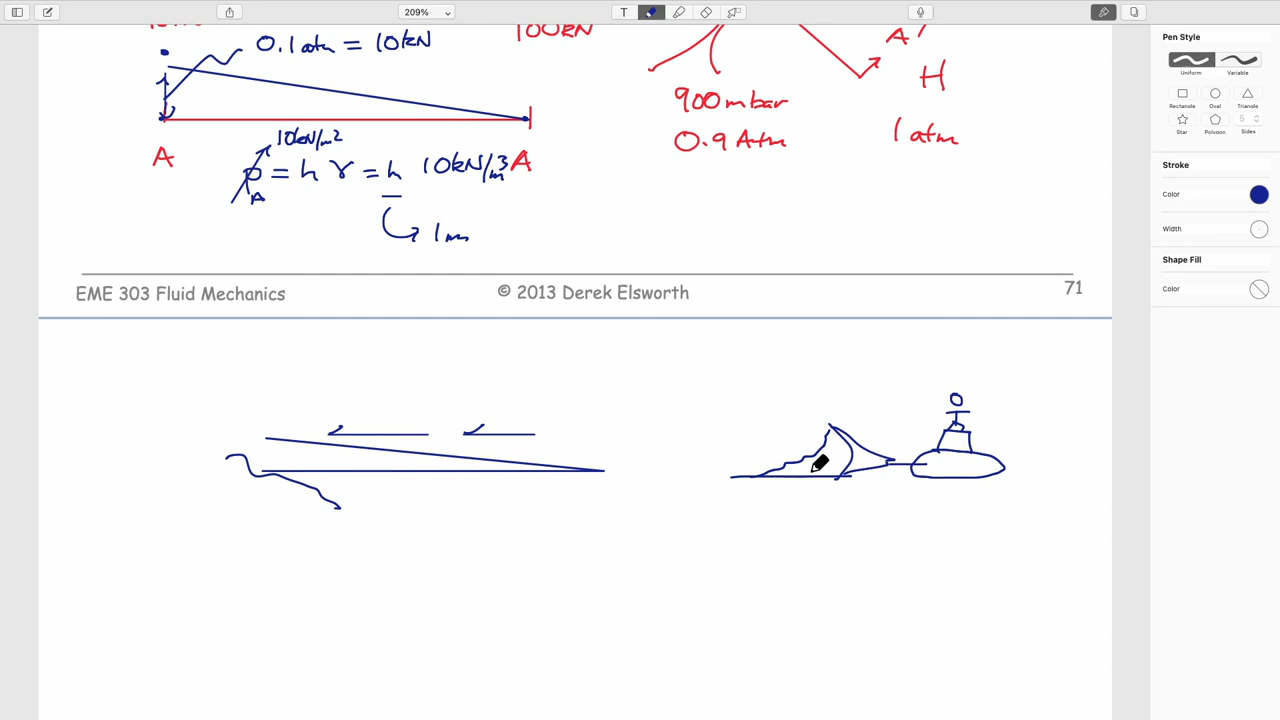 209%
T
0.1 atm = 10kN
100kN
A'
H
900 mbar
0.9 Atm
1 atm
A
10kN/m²
p_A = h γ = h 10kN/m³
A
1m
EME 303 Fluid Mechanics
© 2013 Derek Elsworth
71
Pen Style
Uniform
Variable
Rectangle
Oval
Triangle
Star
Polygon
5
Sides
Stroke
Color
Width
Shape Fill
Color